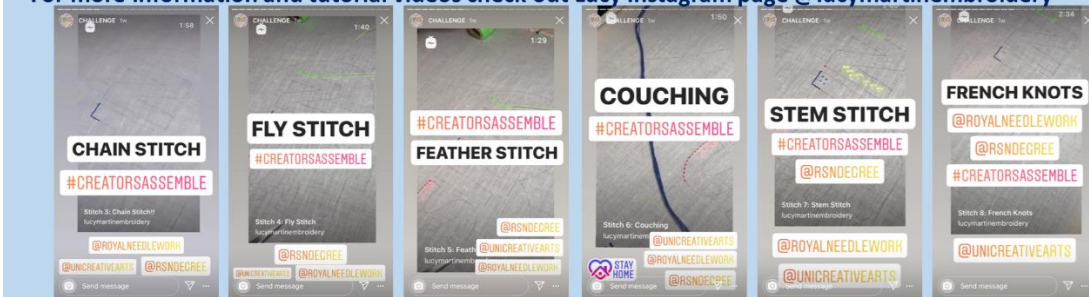 For more information and tutorial videos check out Lucy Instagram page @lucymartinembroidery
CHALLENGE 1w
1:58
CHAIN STITCH
#CREATORSASSEMBLE
Stitch 3: Chain Stitch!!
lucymartinembroidery
@ROYALNEEDLEWORK
@UNICREATIVEARTS @RSNDEGREE
Send message
CHALLENGE 1w
1:40
FLY STITCH
#CREATORSASSEMBLE
Stitch 4: Fly Stitch
lucymartinembroidery
@RSNDEGREE
@UNICREATIVEARTS @ROYALNEEDLEWORK
Send message
CHALLENGE 1w
1:29
#CREATORSASSEMBLE
FEATHER STITCH
@RSNDEGREE
Stitch 5: Feath @UNICREATIVEARTS
lucymartinem @ROYALNEEDLEWORK
Send message
CHALLENGE 1w
1:50
COUCHING
#CREATORSASSEMBLE
Stitch 6: Couching
lucymartinem @UNICREATIVEARTS
STAY HOME
@ROYALNEEDLEWORK
@RSNDEGREE
Send message
CHALLENGE 1w
STEM STITCH
#CREATORSASSEMBLE
@RSNDEGREE
Stitch 7: Stem Stitch
lucymartinembroidery
@ROYALNEEDLEWORK
@UNICREATIVEARTS
Send message
CHALLENGE 1w
2:34
FRENCH KNOTS
@ROYALNEEDLEWORK
@RSNDEGREE
#CREATORSASSEMBLE
Stitch 8: French Knots
lucymartinembroidery
@UNICREATIVEARTS
Send message